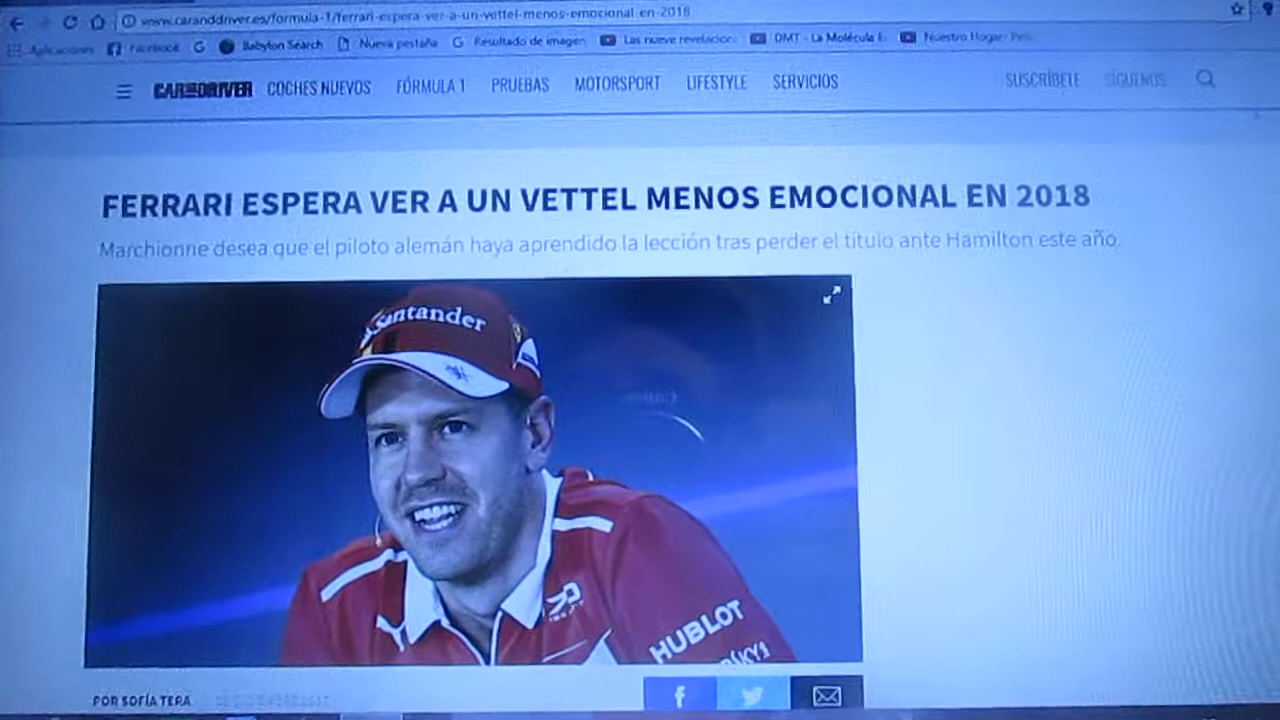 www.caranddriver.es/formula-1/ferrari-espera-ver-a-un-vettel-menos-emocional-en-2018
Aplicaciones Facebook Babylon Search Nueva pestaña Resultado de imagen Las nueve revelacion DMT - La Molécula E Nuestro Hogar- Pel
CAR AND DRIVER COCHES NUEVOS FÓRMULA 1 PRUEBAS MOTORSPORT LIFESTYLE SERVICIOS SUSCRÍBETE SÍGUENOS
FERRARI ESPERA VER A UN VETTEL MENOS EMOCIONAL EN 2018
Marchionne desea que el piloto alemán haya aprendido la lección tras perder el título ante Hamilton este año.
Santander
HUBLOT
POR SOFÍA TERA